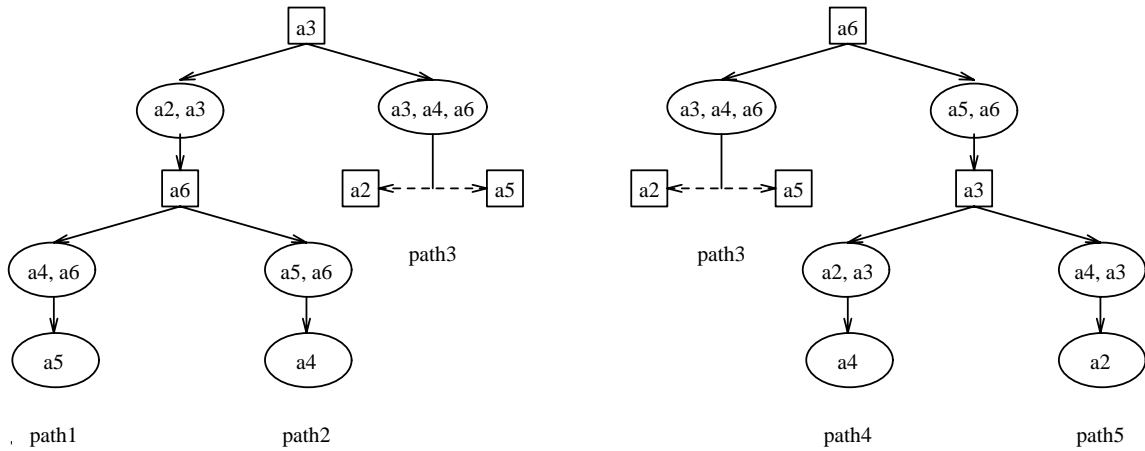 a3
a6
a2, a3
a3, a4, a6
a3, a4, a6
a5, a6
a6
a2
a5
a2
a5
a3
path3
path3
a4, a6
a5, a6
a2, a3
a4, a3
a5
a4
a4
a2
path1
path2
path4
path5